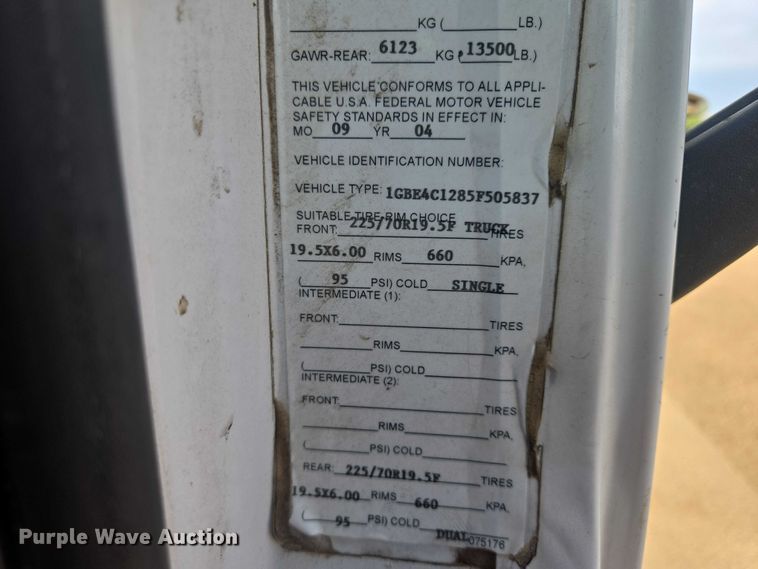 KG ( LB.)
GAWR-REAR: 6123 KG ( 13500 LB.)
THIS VEHICLE CONFORMS TO ALL APPLI-
CABLE U.S.A. FEDERAL MOTOR VEHICLE
SAFETY STANDARDS IN EFFECT IN:
MO 09 YR 04
VEHICLE IDENTIFICATION NUMBER:
VEHICLE TYPE: 1GBE4C1285F505837
SUITABLE TIRE-RIM CHOICE
FRONT: 225/70R19.5F TRUCK TIRES
19.5X6.00 RIMS 660 KPA,
( 95 PSI) COLD SINGLE
INTERMEDIATE (1):
FRONT: TIRES
RIMS KPA,
( PSI) COLD
INTERMEDIATE (2):
FRONT: TIRES
RIMS KPA,
( PSI) COLD
REAR: 225/70R19.5F TIRES
19.5X6.00 RIMS 660 KPA,
( 95 PSI) COLD DUAL 075176
Purple Wave Auction